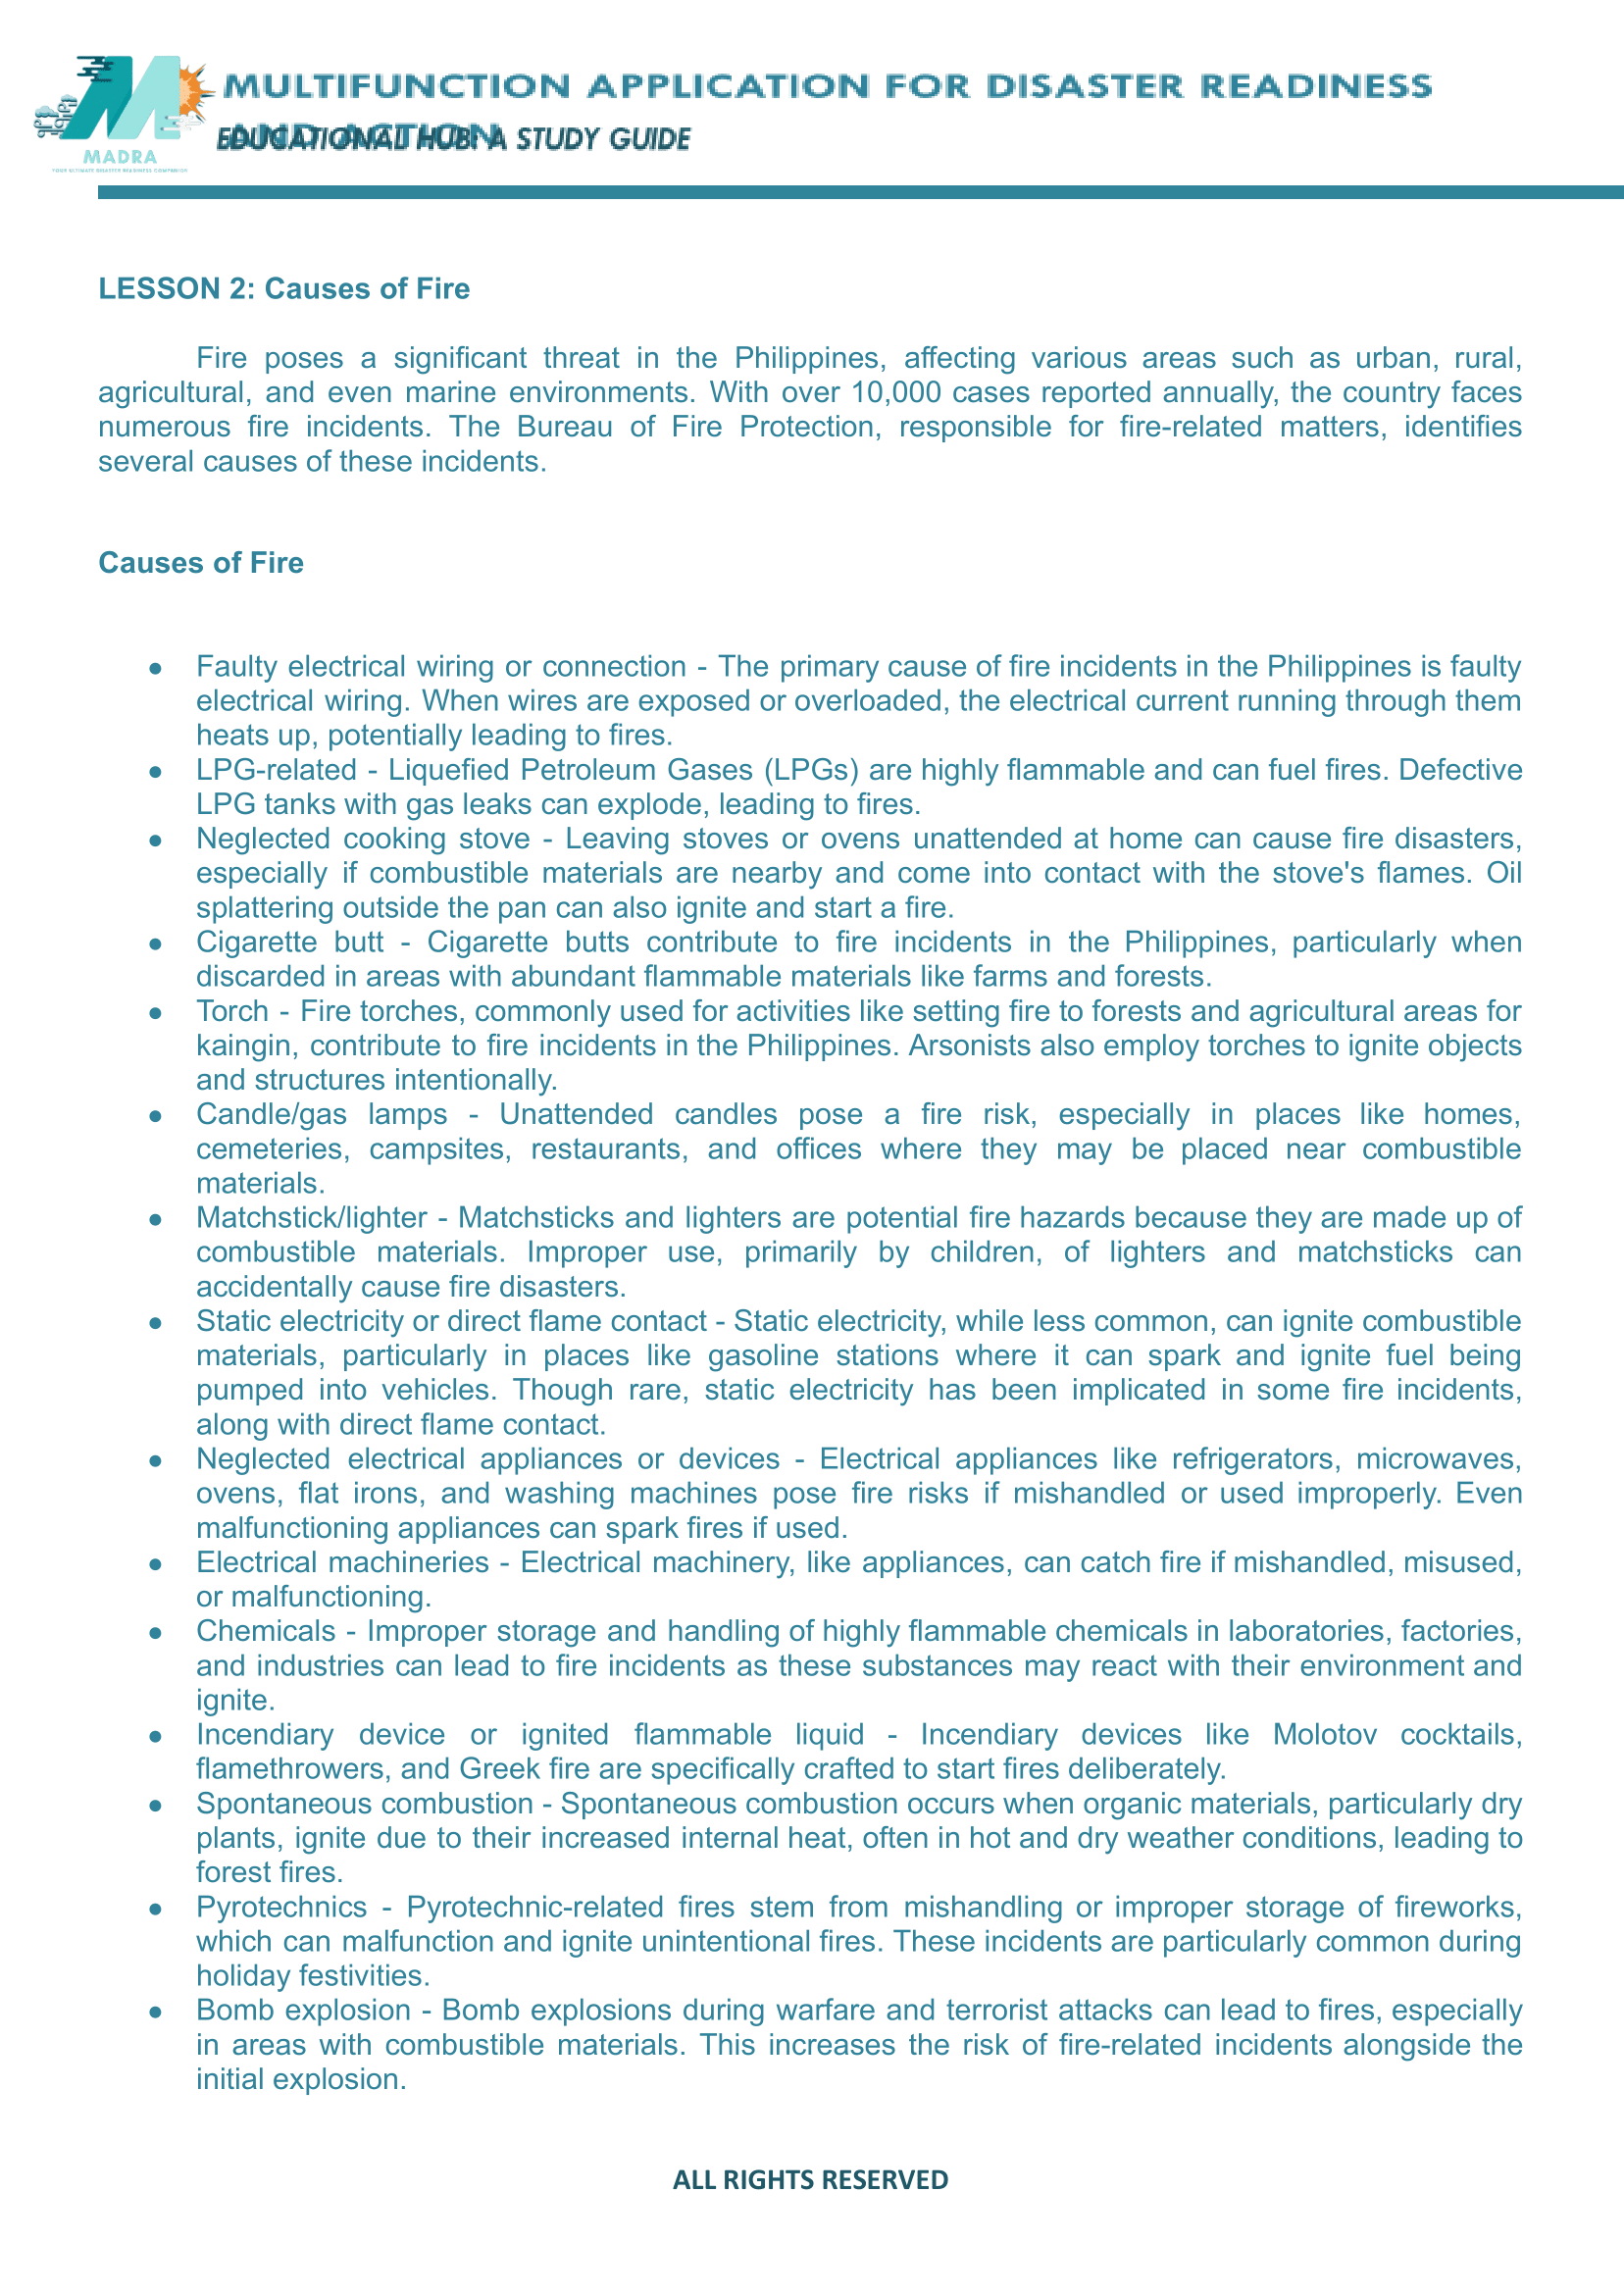 MULTIFUNCTION APPLICATION FOR DISASTER READINESS
AND ACTION
EDUCATIONAL HUB: A STUDY GUIDE
MADRA
YOUR ULTIMATE DISASTER READINESS COMPANION
LESSON 2: Causes of Fire
Fire poses a significant threat in the Philippines, affecting various areas such as urban, rural,
agricultural, and even marine environments. With over 10,000 cases reported annually, the country faces
numerous fire incidents. The Bureau of Fire Protection, responsible for fire-related matters, identifies
several causes of these incidents.
Causes of Fire
● Faulty electrical wiring or connection - The primary cause of fire incidents in the Philippines is faulty
electrical wiring. When wires are exposed or overloaded, the electrical current running through them
heats up, potentially leading to fires.
● LPG-related - Liquefied Petroleum Gases (LPGs) are highly flammable and can fuel fires. Defective
LPG tanks with gas leaks can explode, leading to fires.
● Neglected cooking stove - Leaving stoves or ovens unattended at home can cause fire disasters,
especially if combustible materials are nearby and come into contact with the stove's flames. Oil
splattering outside the pan can also ignite and start a fire.
● Cigarette butt - Cigarette butts contribute to fire incidents in the Philippines, particularly when
discarded in areas with abundant flammable materials like farms and forests.
● Torch - Fire torches, commonly used for activities like setting fire to forests and agricultural areas for
kaingin, contribute to fire incidents in the Philippines. Arsonists also employ torches to ignite objects
and structures intentionally.
● Candle/gas lamps - Unattended candles pose a fire risk, especially in places like homes,
cemeteries, campsites, restaurants, and offices where they may be placed near combustible
materials.
● Matchstick/lighter - Matchsticks and lighters are potential fire hazards because they are made up of
combustible materials. Improper use, primarily by children, of lighters and matchsticks can
accidentally cause fire disasters.
● Static electricity or direct flame contact - Static electricity, while less common, can ignite combustible
materials, particularly in places like gasoline stations where it can spark and ignite fuel being
pumped into vehicles. Though rare, static electricity has been implicated in some fire incidents,
along with direct flame contact.
● Neglected electrical appliances or devices - Electrical appliances like refrigerators, microwaves,
ovens, flat irons, and washing machines pose fire risks if mishandled or used improperly. Even
malfunctioning appliances can spark fires if used.
● Electrical machineries - Electrical machinery, like appliances, can catch fire if mishandled, misused,
or malfunctioning.
● Chemicals - Improper storage and handling of highly flammable chemicals in laboratories, factories,
and industries can lead to fire incidents as these substances may react with their environment and
ignite.
● Incendiary device or ignited flammable liquid - Incendiary devices like Molotov cocktails,
flamethrowers, and Greek fire are specifically crafted to start fires deliberately.
● Spontaneous combustion - Spontaneous combustion occurs when organic materials, particularly dry
plants, ignite due to their increased internal heat, often in hot and dry weather conditions, leading to
forest fires.
● Pyrotechnics - Pyrotechnic-related fires stem from mishandling or improper storage of fireworks,
which can malfunction and ignite unintentional fires. These incidents are particularly common during
holiday festivities.
● Bomb explosion - Bomb explosions during warfare and terrorist attacks can lead to fires, especially
in areas with combustible materials. This increases the risk of fire-related incidents alongside the
initial explosion.
ALL RIGHTS RESERVED